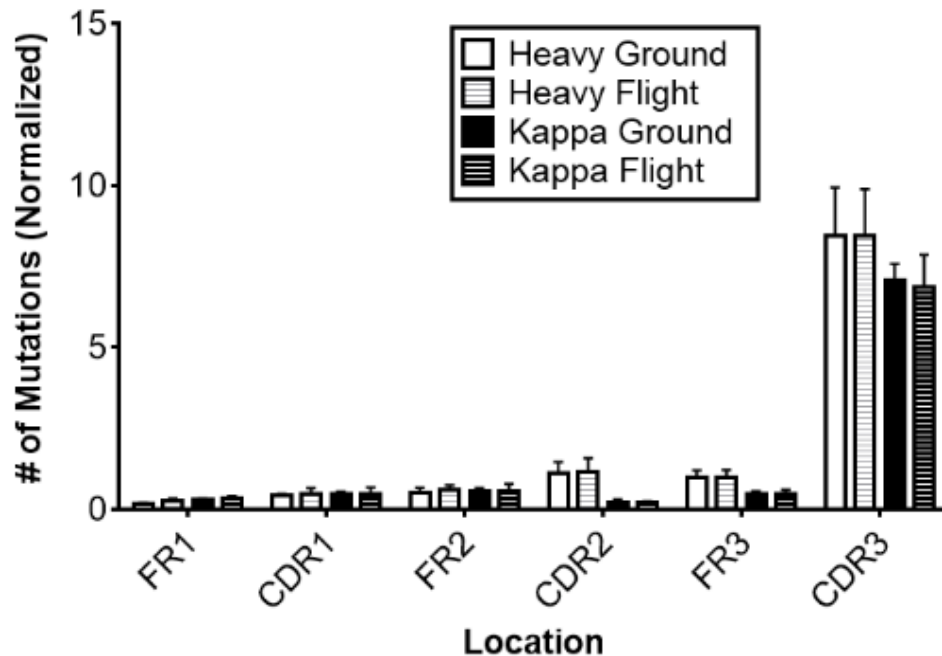 15
10
5
0
# of Mutations (Normalized)
Heavy Ground
Heavy Flight
Kappa Ground
Kappa Flight
FR1
CDR1
FR2
CDR2
FR3
CDR3
Location